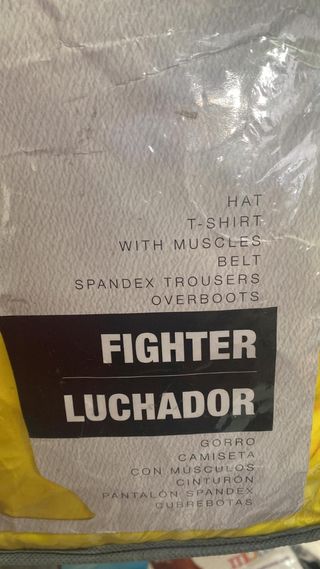 HAT
T-SHIRT
WITH MUSCLES
BELT
SPANDEX TROUSERS
OVERBOOTS
FIGHTER
LUCHADOR
GORRO
CAMISETA
CON MÚSCULOS
CINTURÓN
PANTALÓN SPANDEX
CUBREBOTAS